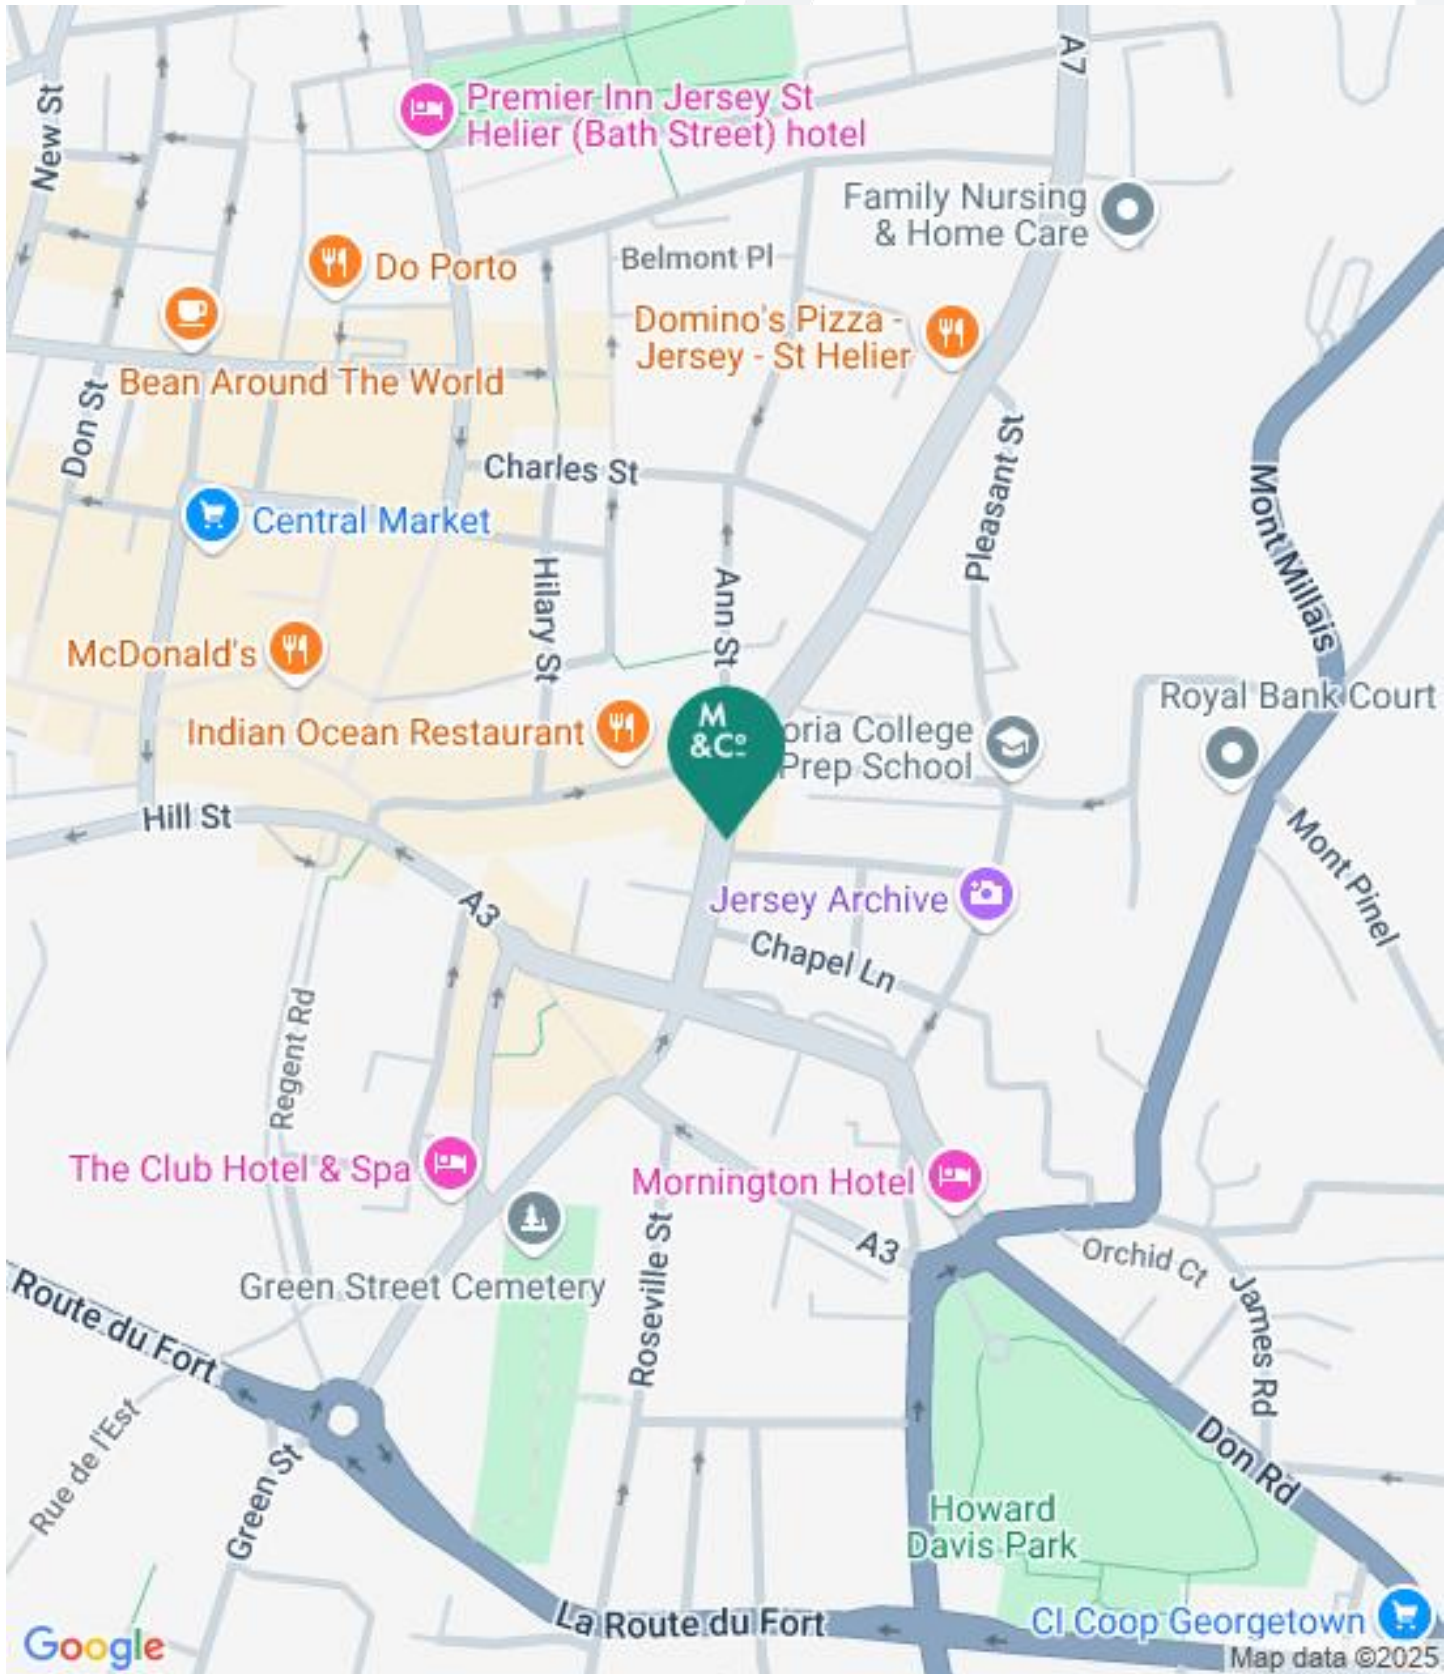 A7
New St
Premier Inn Jersey St
Helier (Bath Street) hotel
Family Nursing
& Home Care
Belmont Pl
Do Porto
Domino's Pizza -
Jersey - St Helier
Bean Around The World
Don St
Charles St
Pleasant St
Central Market
Mont Millais
Hilary St
Ann St
McDonald's
Royal Bank Court
M
&Cº
Indian Ocean Restaurant
oria College
Prep School
Hill St
Mont Pinel
A3
Jersey Archive
Chapel Ln
Regent Rd
The Club Hotel & Spa
Mornington Hotel
A3
Roseville St
Orchid Ct
Green Street Cemetery
James Rd
Route du Fort
Rue de l'Est
Green St
Don Rd
Howard
Davis Park
La Route du Fort
CI Coop Georgetown
Google
Map data ©2025